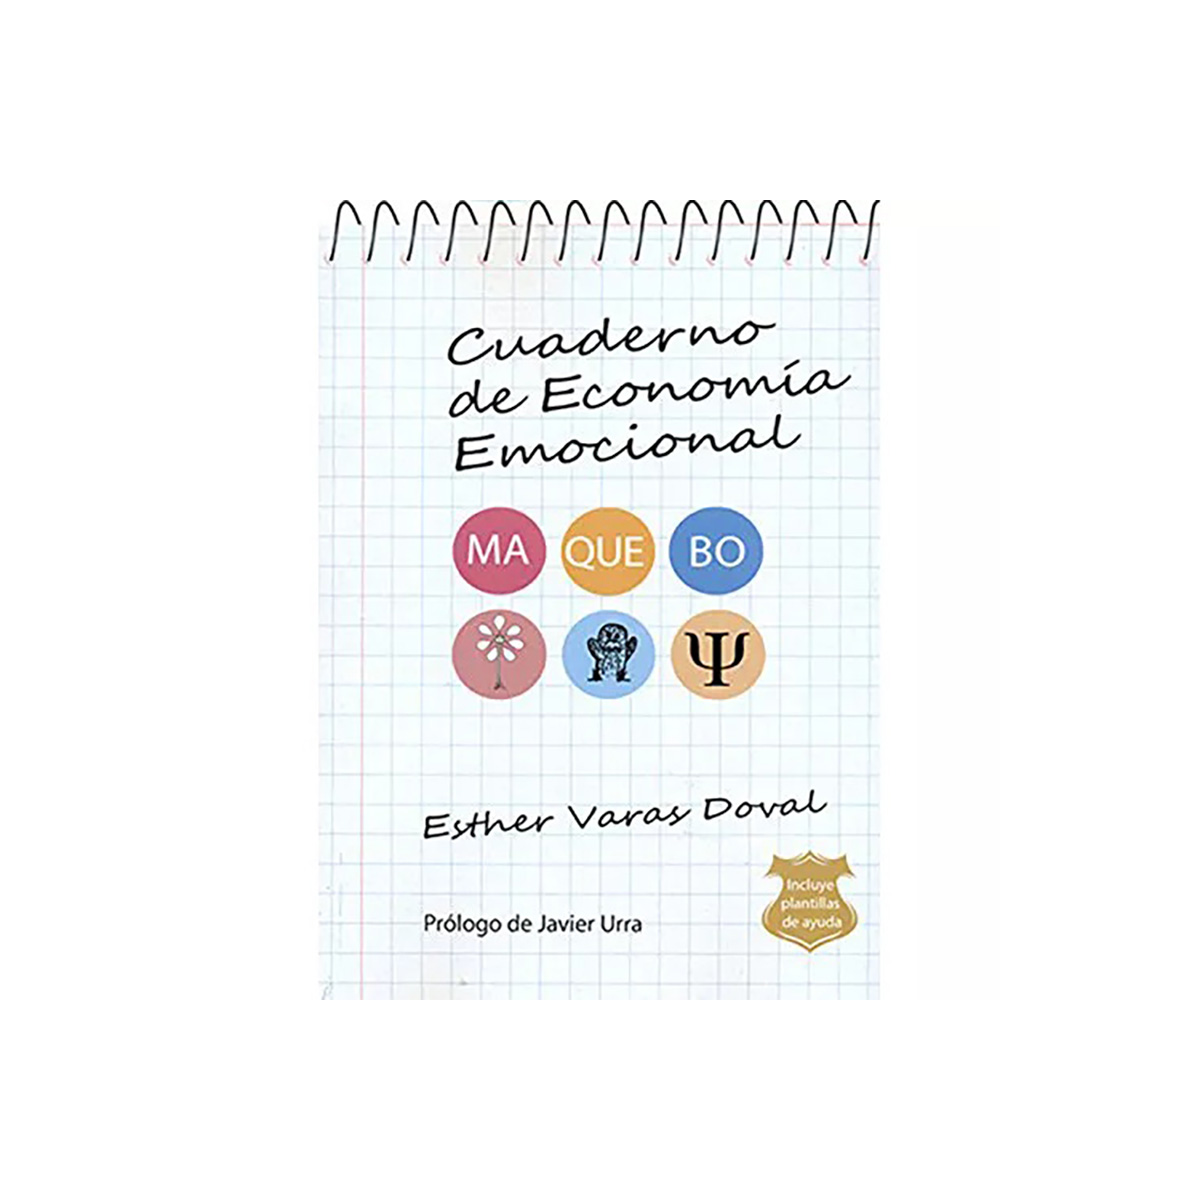 Cuaderno
de Economía
Emocional
MA QUE BO
Ψ
Esther Varas Doval
Incluye
plantillas
de ayuda
Prólogo de Javier Urra